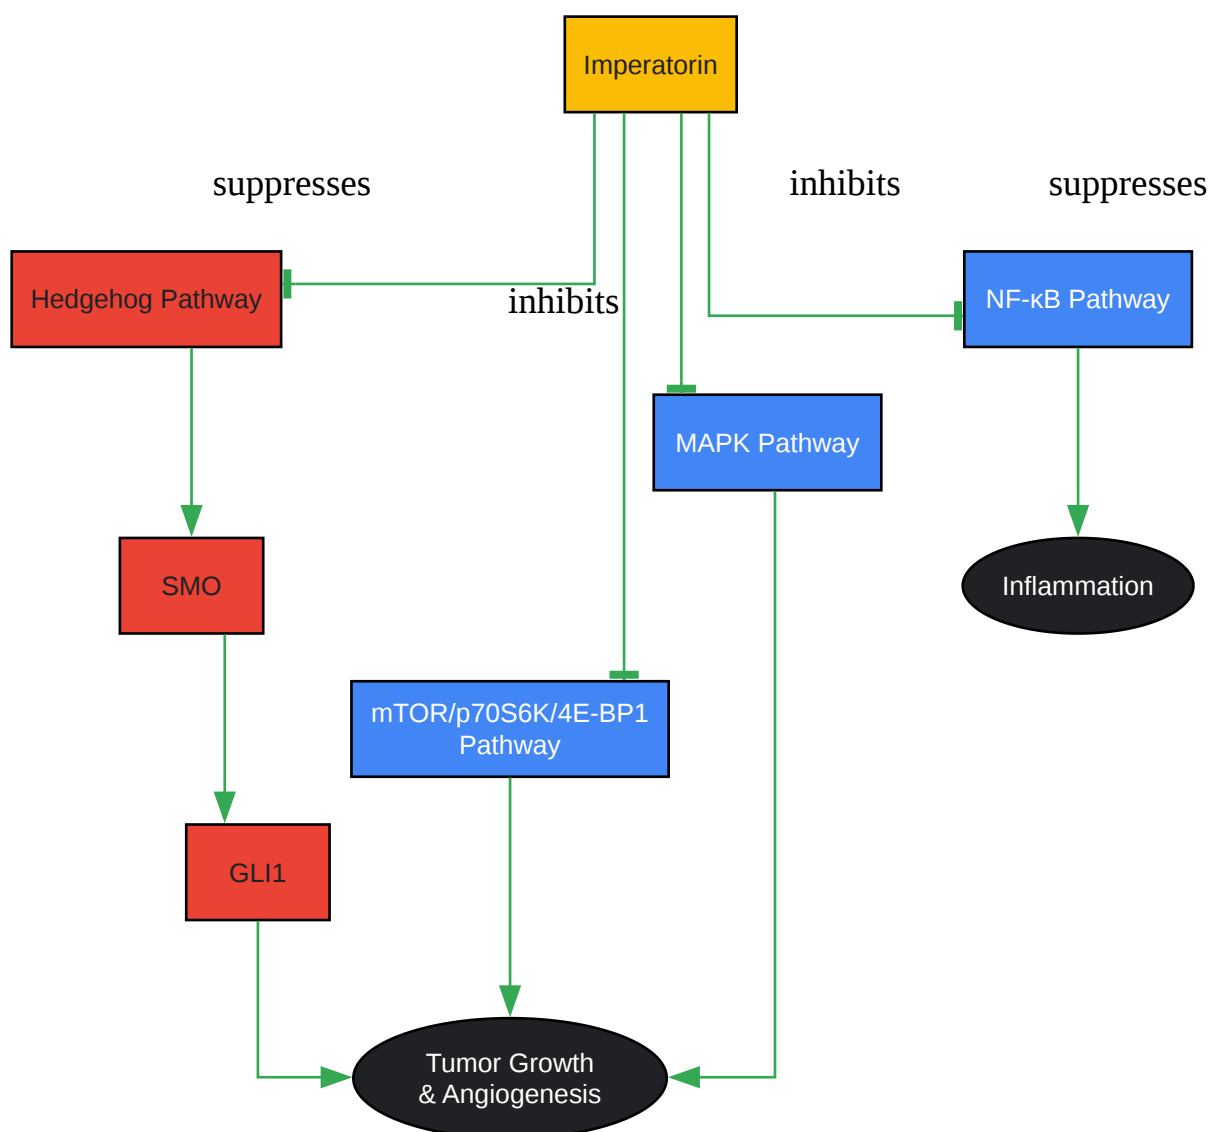 Imperatorin
suppresses
inhibits
suppresses
Hedgehog Pathway
inhibits
NF-κB Pathway
MAPK Pathway
SMO
Inflammation
mTOR/p70S6K/4E-BP1
Pathway
GLI1
Tumor Growth
& Angiogenesis